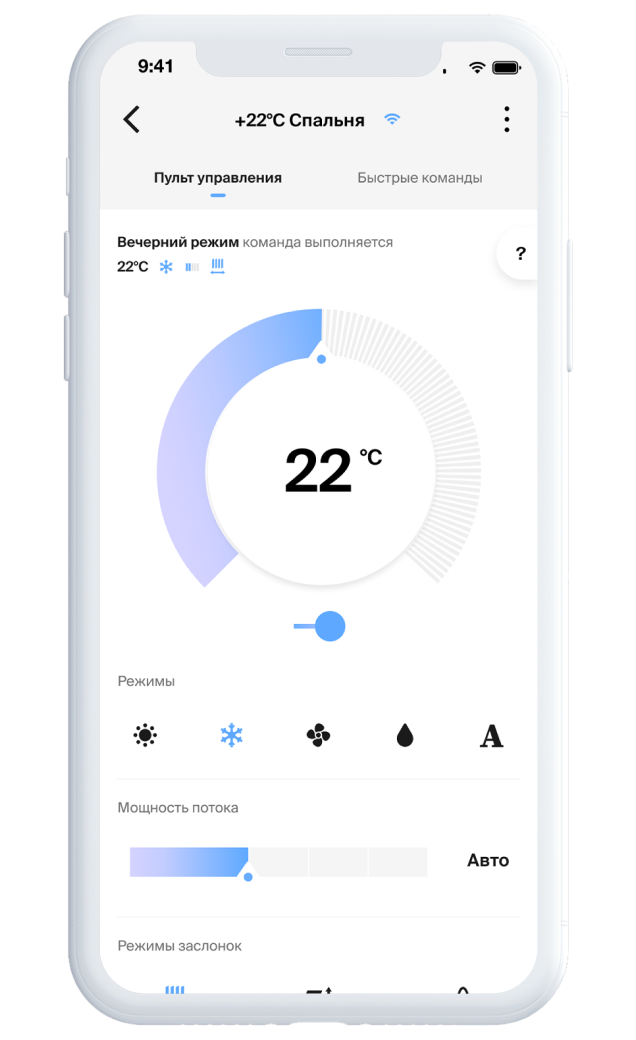 9:41
+22°C Спальня
Пульт управления Быстрые команды
Вечерний режим команда выполняется
22°C
?
22 °C
Режимы
A
Мощность потока
Авто
Режимы заслонок